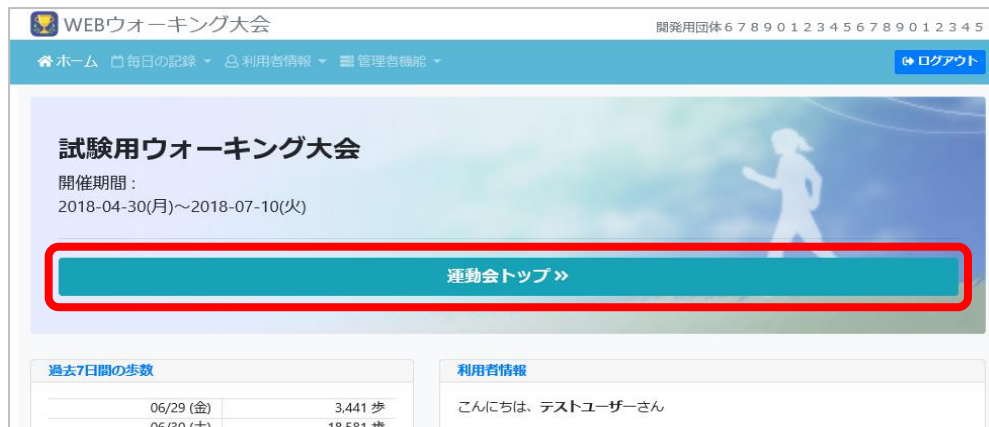 WEBウォーキング大会
開発用団体６７８９０１２３４５６７８９０１２３４５
ホーム 毎日の記録 利用者情報 管理者機能
ログアウト
試験用ウォーキング大会
開催期間：
2018-04-30(月)～2018-07-10(火)
運動会トップ »
過去7日間の歩数
06/29 (金) 3,441 歩
06/30 (土) 18,581 歩
利用者情報
こんにちは、テストユーザーさん